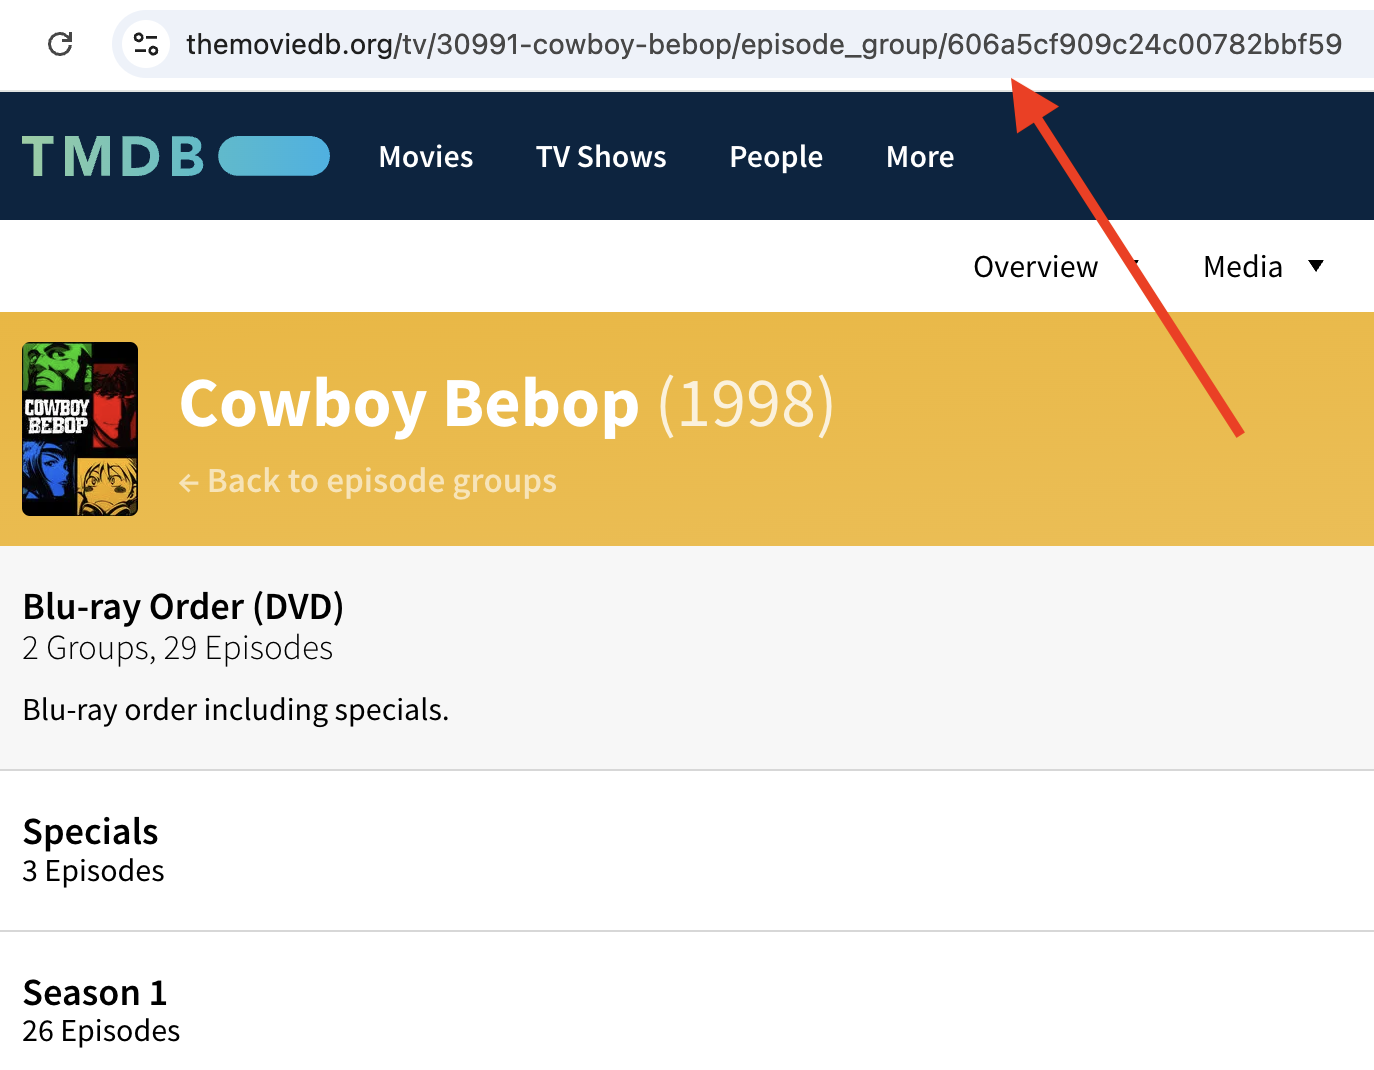 themoviedb.org/tv/30991-cowboy-bebop/episode_group/606a5cf909c24c00782bbf59
TMDB
Movies TV Shows People More
Overview Media
COWBOY
BEBOP
Cowboy Bebop (1998)
← Back to episode groups
Blu-ray Order (DVD)
2 Groups, 29 Episodes
Blu-ray order including specials.
Specials
3 Episodes
Season 1
26 Episodes